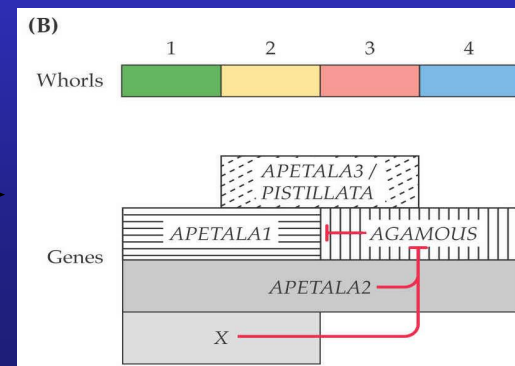 (B)
1 2 3 4
Whorls
APETALA3 /
PISTILLATA
APETALA1 AGAMOUS
Genes
APETALA2
X